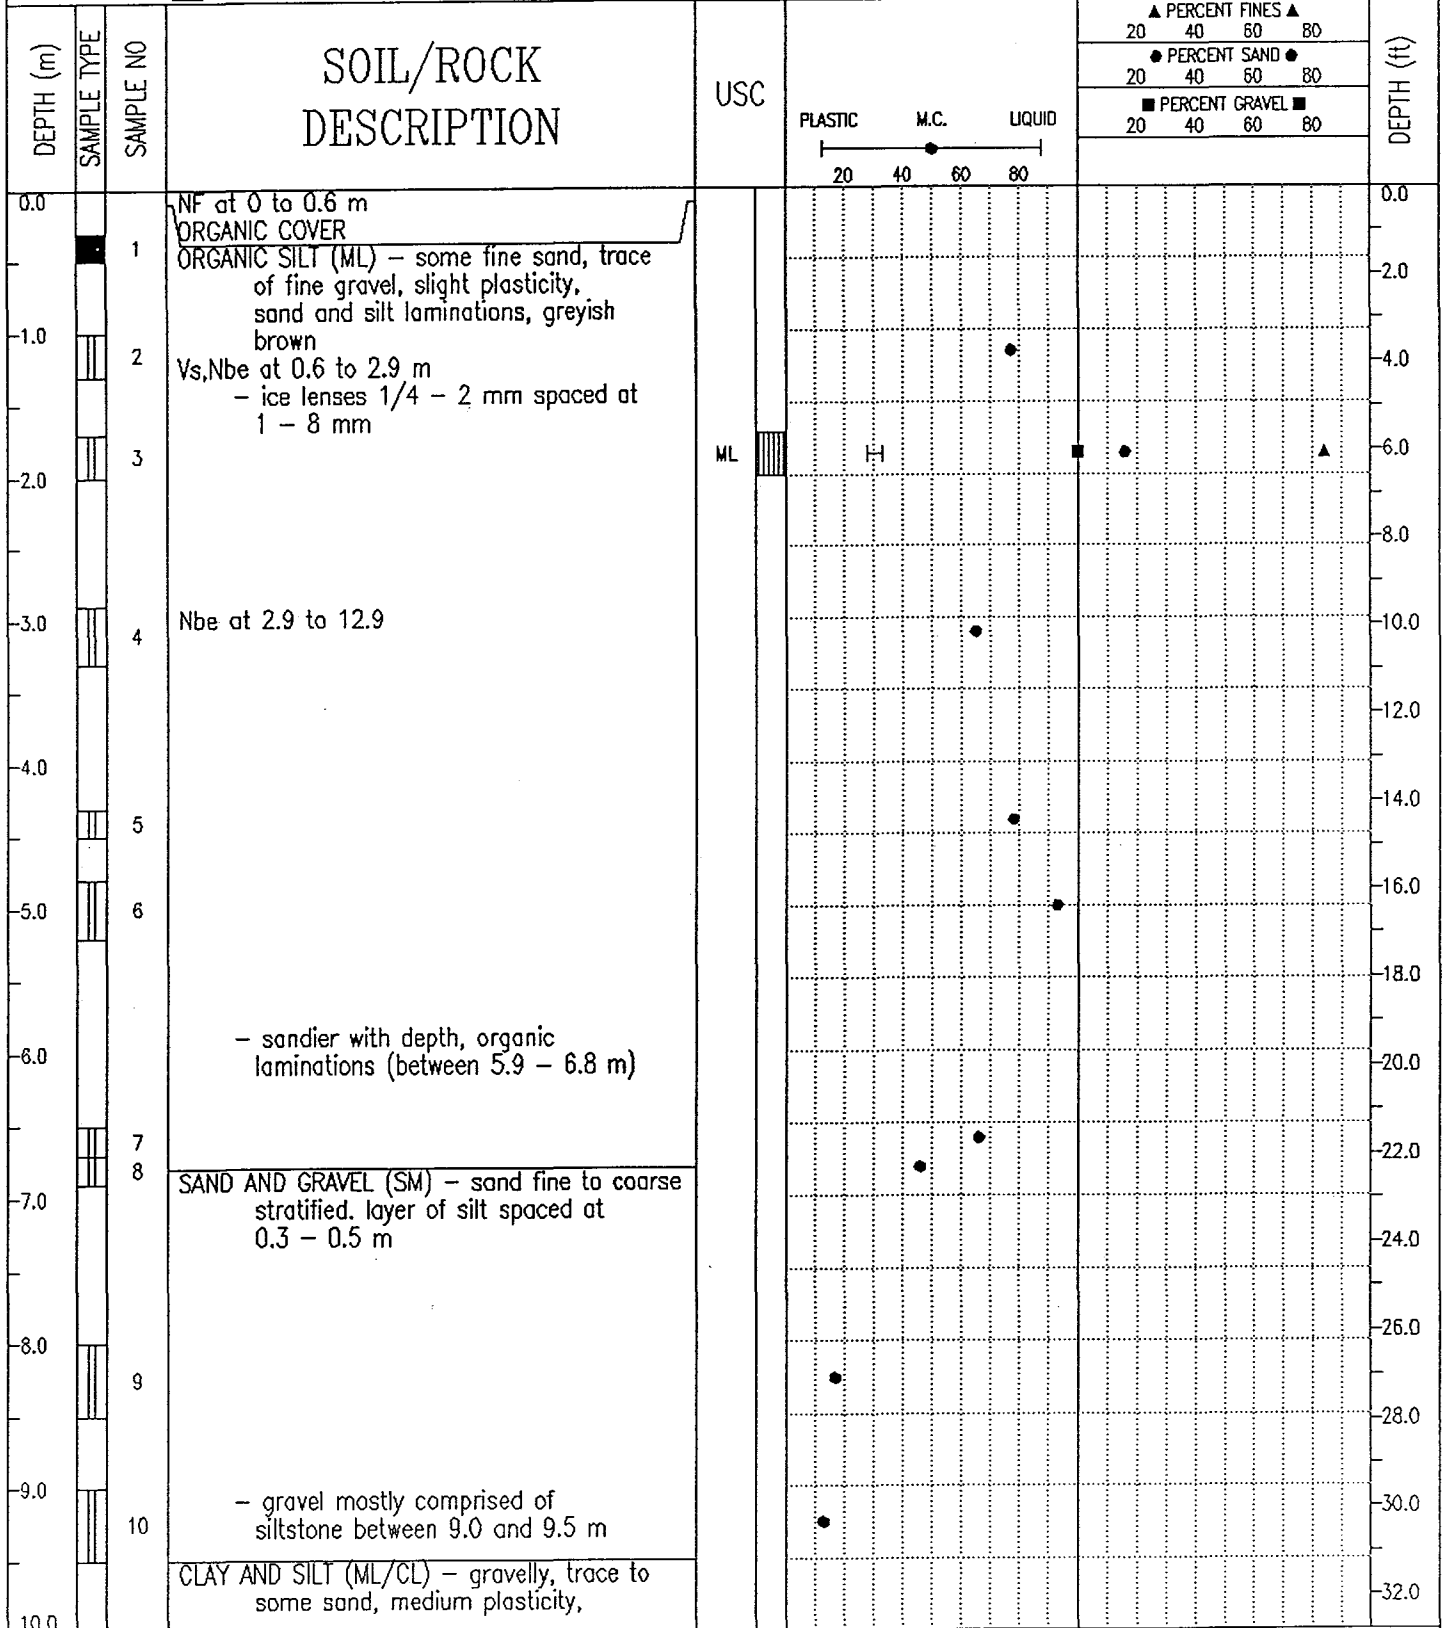 DEPTH (m)
SAMPLE TYPE
SAMPLE NO
SOIL/ROCK
DESCRIPTION
USC
PLASTIC M.C. LIQUID
20 40 60 80
▲ PERCENT FINES ▲
20 40 60 80
● PERCENT SAND ●
20 40 60 80
■ PERCENT GRAVEL ■
20 40 60 80
DEPTH (ft)
0.0
NF at 0 to 0.6 m
0.0
ORGANIC COVER
1
ORGANIC SILT (ML) – some fine sand, trace
of fine gravel, slight plasticity,
-2.0
sand and silt laminations, greyish
-1.0
brown
2
-4.0
Vs,Nbe at 0.6 to 2.9 m
– ice lenses 1/4 – 2 mm spaced at
1 – 8 mm
3
ML
-6.0
-2.0
-8.0
-3.0
4
Nbe at 2.9 to 12.9
-10.0
-12.0
-4.0
-14.0
5
-16.0
-5.0
6
-18.0
– sandier with depth, organic
-6.0
laminations (between 5.9 – 6.8 m)
-20.0
7
-22.0
8
SAND AND GRAVEL (SM) – sand fine to coarse
-7.0
stratified. layer of silt spaced at
0.3 – 0.5 m
-24.0
-26.0
-8.0
9
-28.0
-9.0
– gravel mostly comprised of
-30.0
10
siltstone between 9.0 and 9.5 m
CLAY AND SILT (ML/CL) – gravelly, trace to
-32.0
some sand, medium plasticity,
10.0